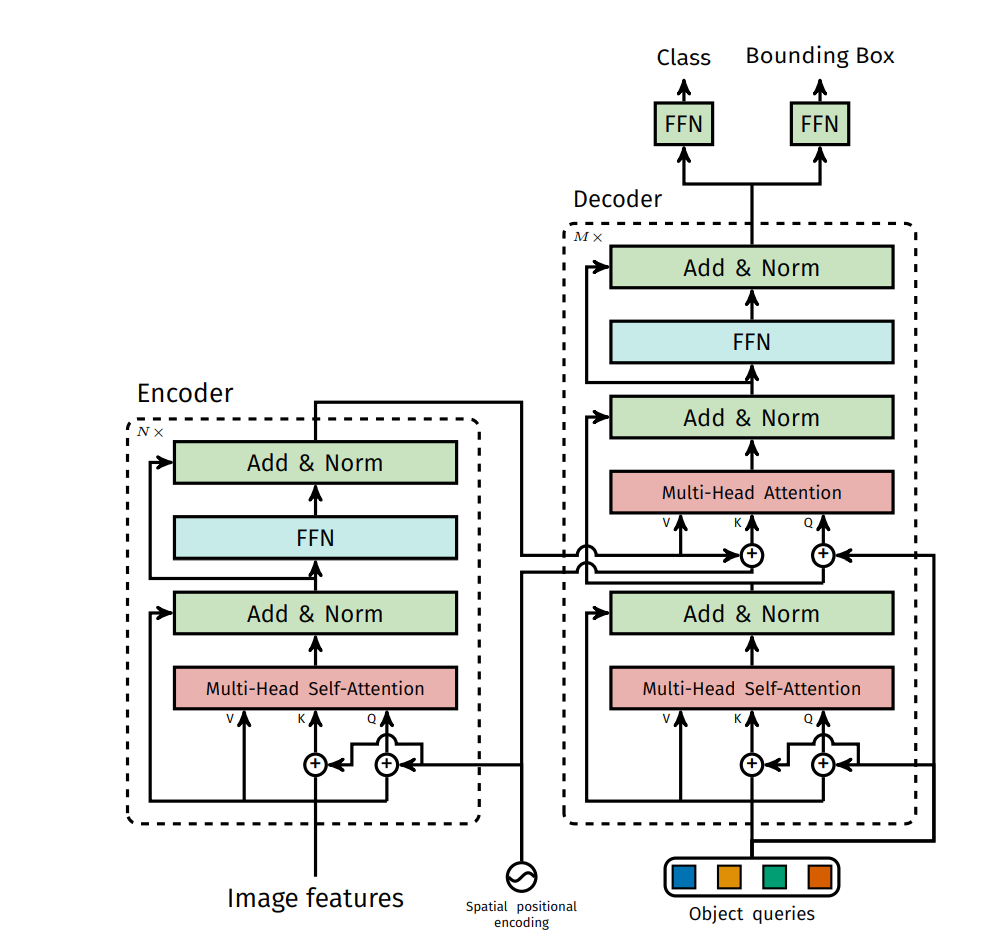 Class
Bounding Box
FFN
FFN
Decoder
M ×
Add & Norm
FFN
Add & Norm
Multi-Head Attention
V
K
Q
+
+
Add & Norm
Multi-Head Self-Attention
V
K
Q
+
+
Object queries
Encoder
N ×
Add & Norm
FFN
Add & Norm
Multi-Head Self-Attention
V
K
Q
+
+
Image features
Spatial positional
encoding